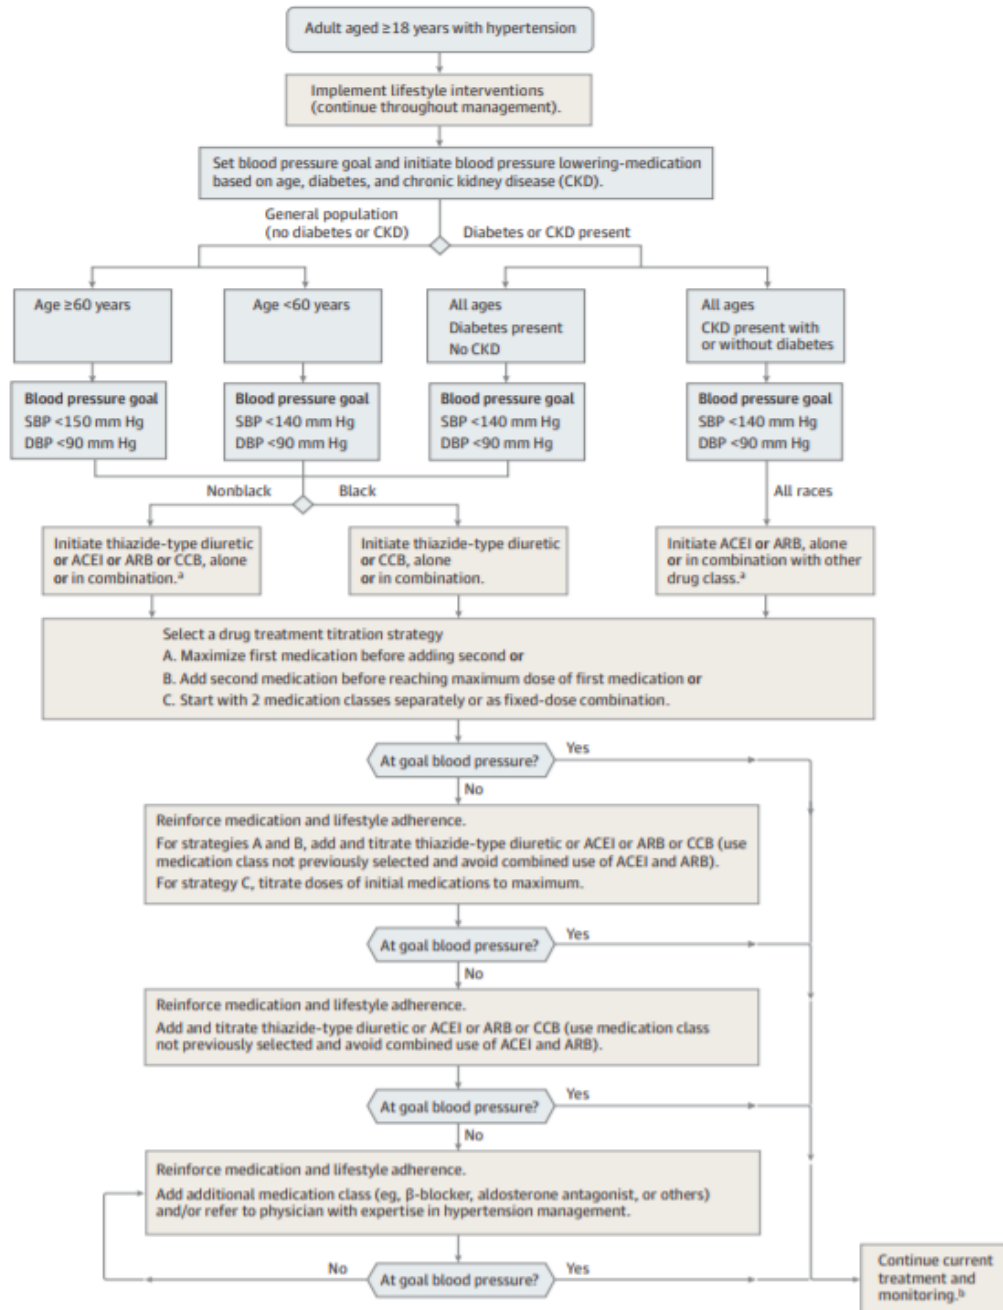 Adult aged ≥18 years with hypertension
Implement lifestyle interventions
(continue throughout management).
Set blood pressure goal and initiate blood pressure lowering-medication
based on age, diabetes, and chronic kidney disease (CKD).
General population
(no diabetes or CKD)
Diabetes or CKD present
Age ≥60 years
Age <60 years
All ages
Diabetes present
No CKD
All ages
CKD present with
or without diabetes
Blood pressure goal
SBP <150 mm Hg
DBP <90 mm Hg
Blood pressure goal
SBP <140 mm Hg
DBP <90 mm Hg
Blood pressure goal
SBP <140 mm Hg
DBP <90 mm Hg
Blood pressure goal
SBP <140 mm Hg
DBP <90 mm Hg
Nonblack
Black
All races
Initiate thiazide-type diuretic
or ACEI or ARB or CCB, alone
or in combination.ª
Initiate thiazide-type diuretic
or CCB, alone
or in combination.
Initiate ACEI or ARB, alone
or in combination with other
drug class.ª
Select a drug treatment titration strategy
A. Maximize first medication before adding second or
B. Add second medication before reaching maximum dose of first medication or
C. Start with 2 medication classes separately or as fixed-dose combination.
At goal blood pressure?
Yes
No
Reinforce medication and lifestyle adherence.
For strategies A and B, add and titrate thiazide-type diuretic or ACEI or ARB or CCB (use
medication class not previously selected and avoid combined use of ACEI and ARB).
For strategy C, titrate doses of initial medications to maximum.
At goal blood pressure?
Yes
No
Reinforce medication and lifestyle adherence.
Add and titrate thiazide-type diuretic or ACEI or ARB or CCB (use medication class
not previously selected and avoid combined use of ACEI and ARB).
At goal blood pressure?
Yes
No
Reinforce medication and lifestyle adherence.
Add additional medication class (eg, β-blocker, aldosterone antagonist, or others)
and/or refer to physician with expertise in hypertension management.
No
At goal blood pressure?
Yes
Continue current
treatment and
monitoring.ᵇ